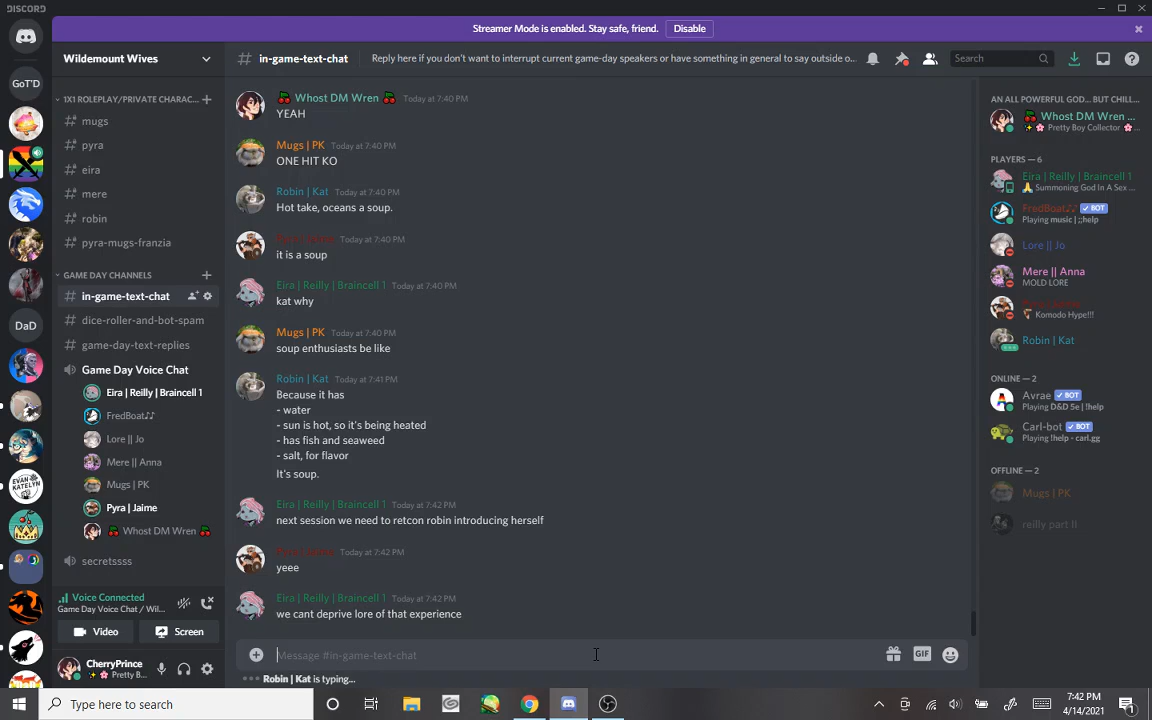 DISCORD
Streamer Mode is enabled. Stay safe, friend.
Disable
Wildemount Wives
# in-game-text-chat
Reply here if you don't want to interrupt current game-day speakers or have something in general to say outside o...
Search
GoT'D
DaD
EVAN
KATELYN
1X1 ROLEPLAY/PRIVATE CHARAC...
# mugs
# pyra
# eira
# mere
# robin
# pyra-mugs-franzia
GAME DAY CHANNELS
# in-game-text-chat
# dice-roller-and-bot-spam
# game-day-text-replies
Game Day Voice Chat
Eira | Reilly | Braincell 1
FredBoat♪♪
Lore || Jo
Mere || Anna
Mugs | PK
Pyra | Jaime
🍒 Whost DM Wren 🍒
secretssss
Voice Connected
Game Day Voice Chat / Wil...
Video
Screen
CherryPrince
✨🌸 Pretty B...
🍒 Whost DM Wren 🍒 Today at 7:40 PM
YEAH
Mugs | PK Today at 7:40 PM
ONE HIT KO
Robin | Kat Today at 7:40 PM
Hot take, oceans a soup.
Pyra | Jaime Today at 7:40 PM
it is a soup
Eira | Reilly | Braincell 1 Today at 7:40 PM
kat why
Mugs | PK Today at 7:40 PM
soup enthusiasts be like
Robin | Kat Today at 7:41 PM
Because it has
- water
- sun is hot, so it's being heated
- has fish and seaweed
- salt, for flavor
It's soup.
Eira | Reilly | Braincell 1 Today at 7:42 PM
next session we need to retcon robin introducing herself
Pyra | Jaime Today at 7:42 PM
yeee
Eira | Reilly | Braincell 1 Today at 7:42 PM
we cant deprive lore of that experience
Message #in-game-text-chat
GIF
Robin | Kat is typing...
AN ALL POWERFUL GOD... BUT CHILL...
🍒 Whost DM Wren ...
✨🌸 Pretty Boy Collector 🌸...
PLAYERS — 6
Eira | Reilly | Braincell 1
🙏 Summoning God In A Sex ...
FredBoat♪♪ ✓ BOT
Playing music | ;;help
Lore || Jo
Mere || Anna
MOLD LORE
Pyra | Jaime
Komodo Hype!!!
Robin | Kat
ONLINE — 2
Avrae ✓ BOT
Playing D&D 5e | !help
Carl-bot ✓ BOT
Playing !help - carl.gg
OFFLINE — 2
Mugs | PK
reilly part II
Type here to search
7:42 PM
4/14/2021
1